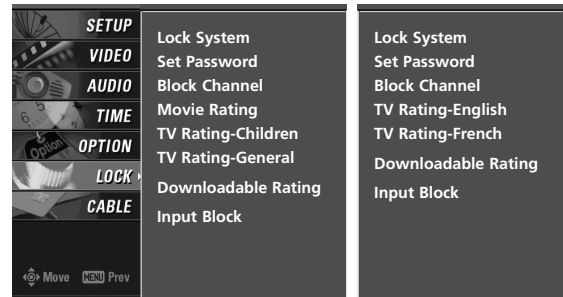 SETUP
VIDEO
AUDIO
TIME
OPTION
LOCK
CABLE
Move MENU Prev
Lock System
Set Password
Block Channel
Movie Rating
TV Rating-Children
TV Rating-General
Downloadable Rating
Input Block
Lock System
Set Password
Block Channel
TV Rating-English
TV Rating-French
Downloadable Rating
Input Block